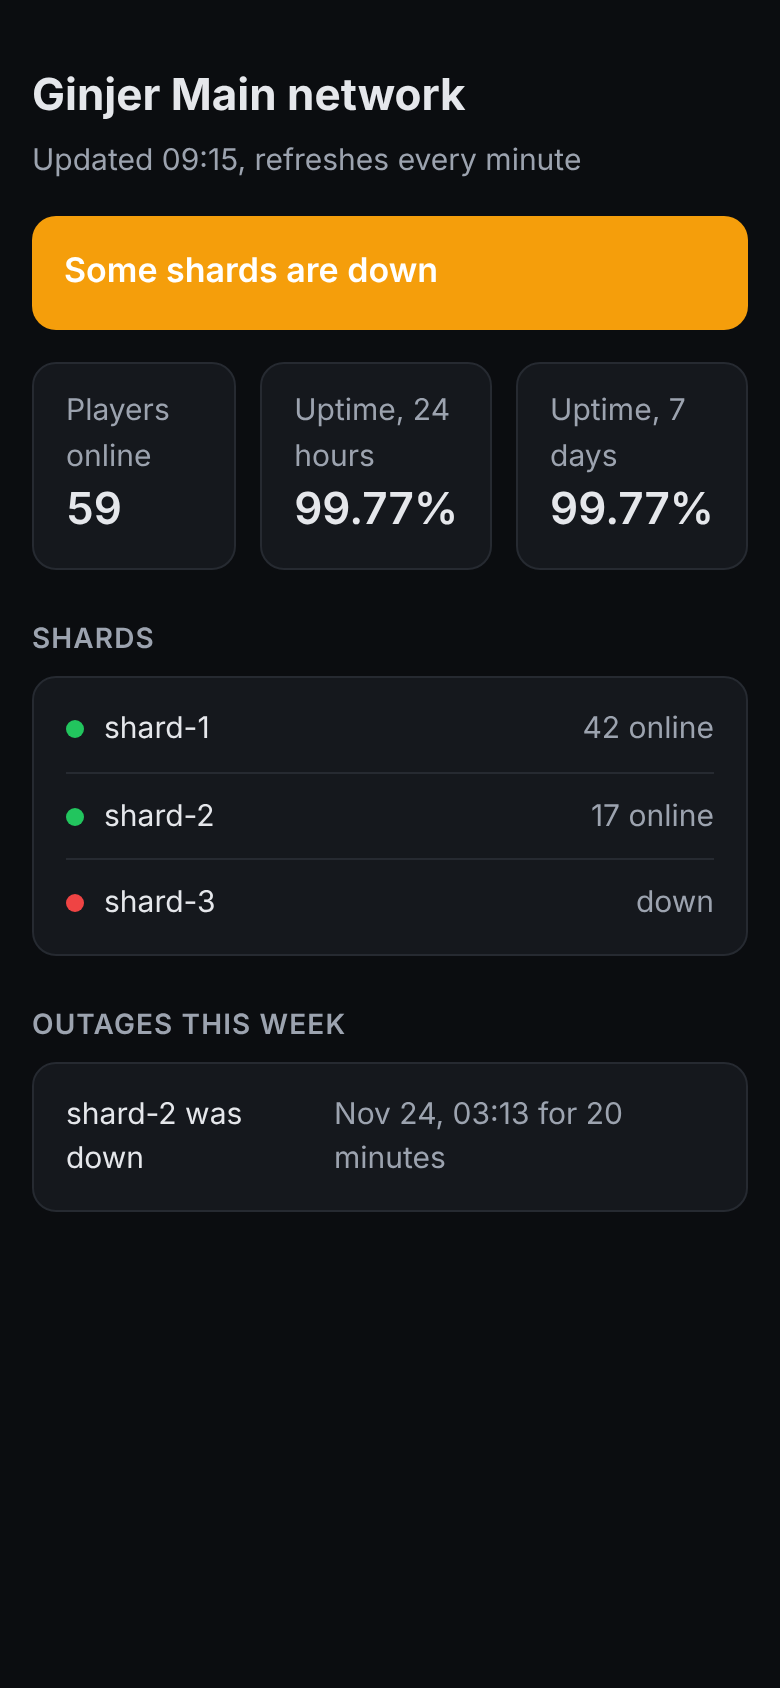 Ginjer Main network
Updated 09:15, refreshes every minute
Some shards are down
Players
online
59
Uptime, 24
hours
99.77%
Uptime, 7
days
99.77%
SHARDS
shard-1 42 online
shard-2 17 online
shard-3 down
OUTAGES THIS WEEK
shard-2 was
down
Nov 24, 03:13 for 20
minutes